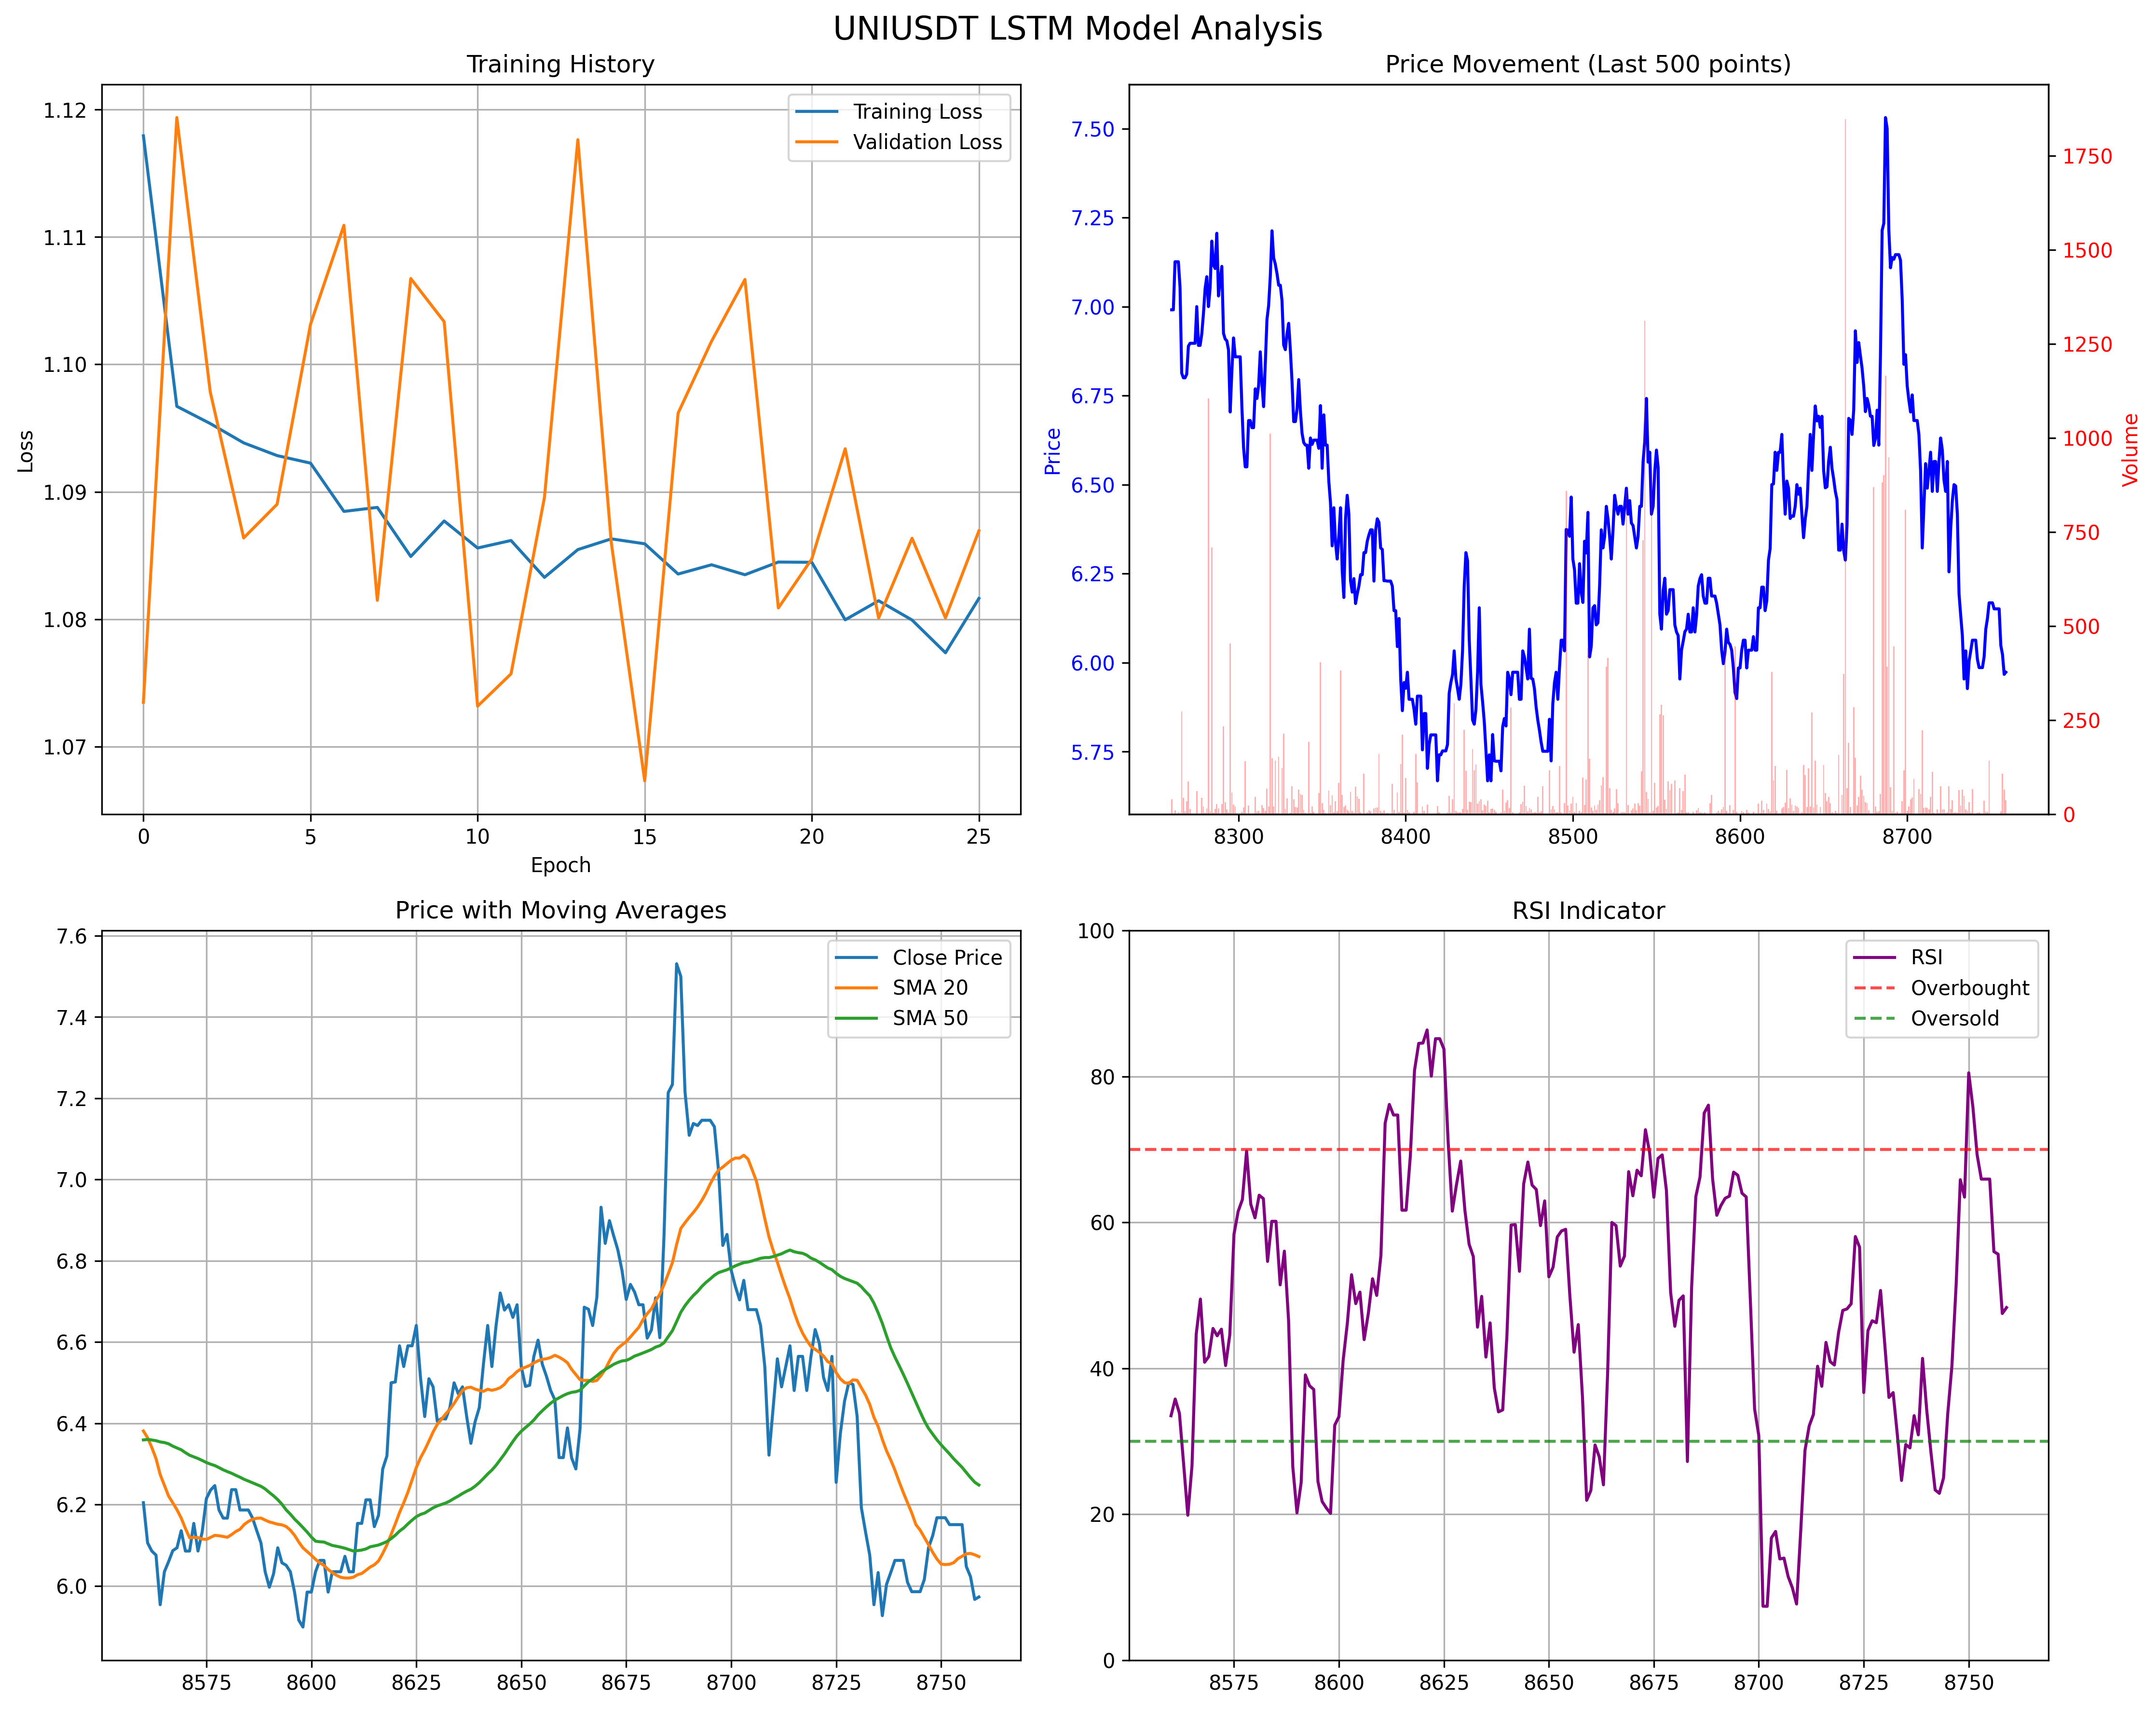 UNIUSDT LSTM Model Analysis
Training History
1.12
1.11
1.10
1.09
1.08
1.07
Loss
0 5 10 15 20 25
Epoch
Training Loss
Validation Loss
Price Movement (Last 500 points)
7.50
7.25
7.00
6.75
6.50
6.25
6.00
5.75
Price
1750
1500
1250
1000
750
500
250
0
Volume
8300 8400 8500 8600 8700
Price with Moving Averages
7.6
7.4
7.2
7.0
6.8
6.6
6.4
6.2
6.0
8575 8600 8625 8650 8675 8700 8725 8750
Close Price
SMA 20
SMA 50
RSI Indicator
100
80
60
40
20
0
8575 8600 8625 8650 8675 8700 8725 8750
RSI
Overbought
Oversold